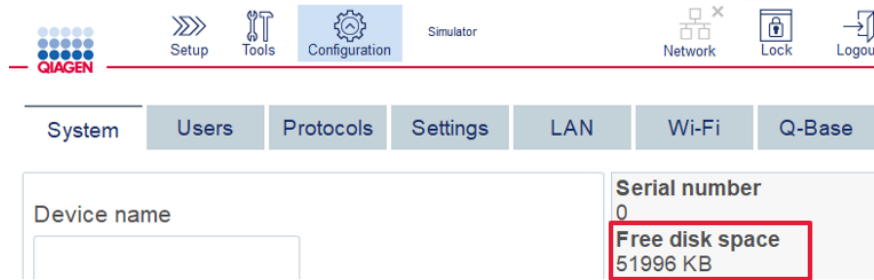 QIAGEN
Setup Tools Configuration Simulator Network Lock Logou
System Users Protocols Settings LAN Wi-Fi Q-Base
Device name
Serial number
0
Free disk space
51996 KB